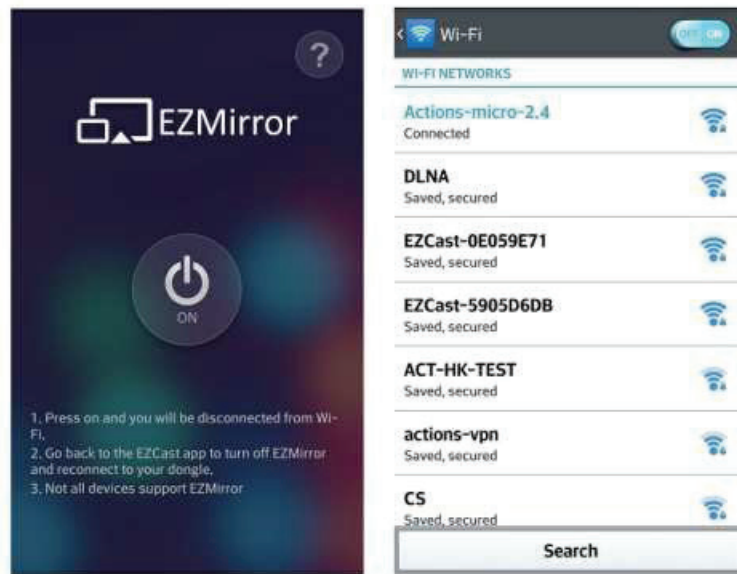 ?
EZMirror
ON
1. Press on and you will be disconnected from Wi-
Fi.
2. Go back to the EZCast app to turn off EZMirror
and reconnect to your dongle.
3. Not all devices support EZMirror
Wi-Fi
OFF ON
WI-FI NETWORKS
Actions-micro-2.4
Connected
DLNA
Saved, secured
EZCast-0E059E71
Saved, secured
EZCast-5905D6DB
Saved, secured
ACT-HK-TEST
Saved, secured
actions-vpn
Saved, secured
CS
Saved, secured
Search